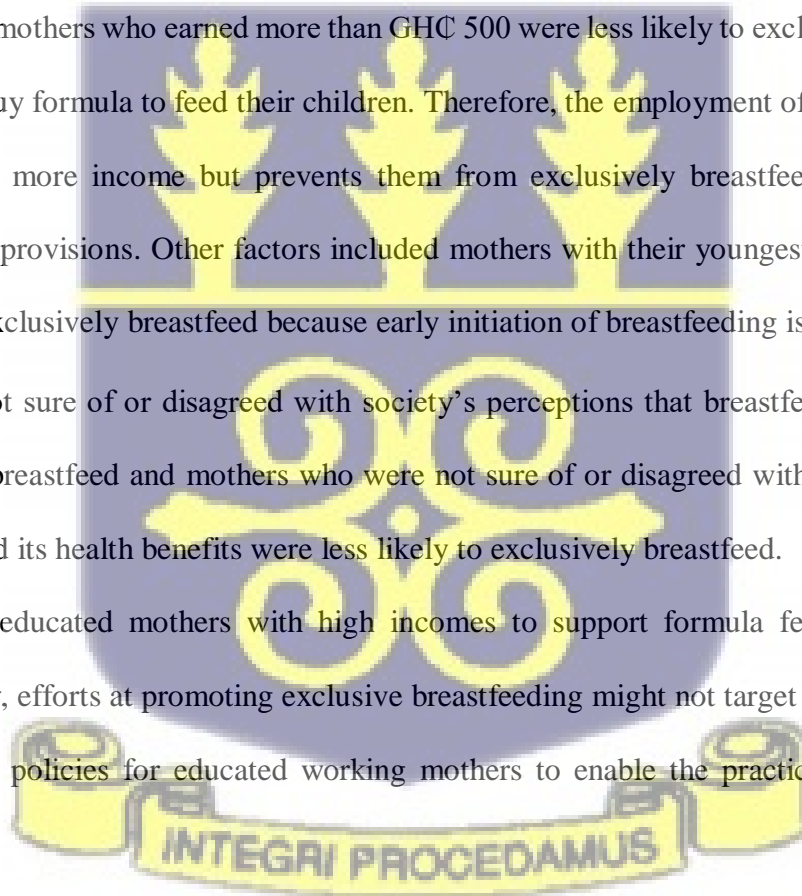 mothers who earned more than GH₵ 500 were less likely to excl
uy formula to feed their children. Therefore, the employment of
more income but prevents them from exclusively breastfee
provisions. Other factors included mothers with their youngest
xclusively breastfeed because early initiation of breastfeeding is
t sure of or disagreed with society’s perceptions that breastfe
breastfeed and mothers who were not sure of or disagreed with
d its health benefits were less likely to exclusively breastfeed.
educated mothers with high incomes to support formula fe
, efforts at promoting exclusive breastfeeding might not target
policies for educated working mothers to enable the practic
INTEGRI PROCEDAMUS